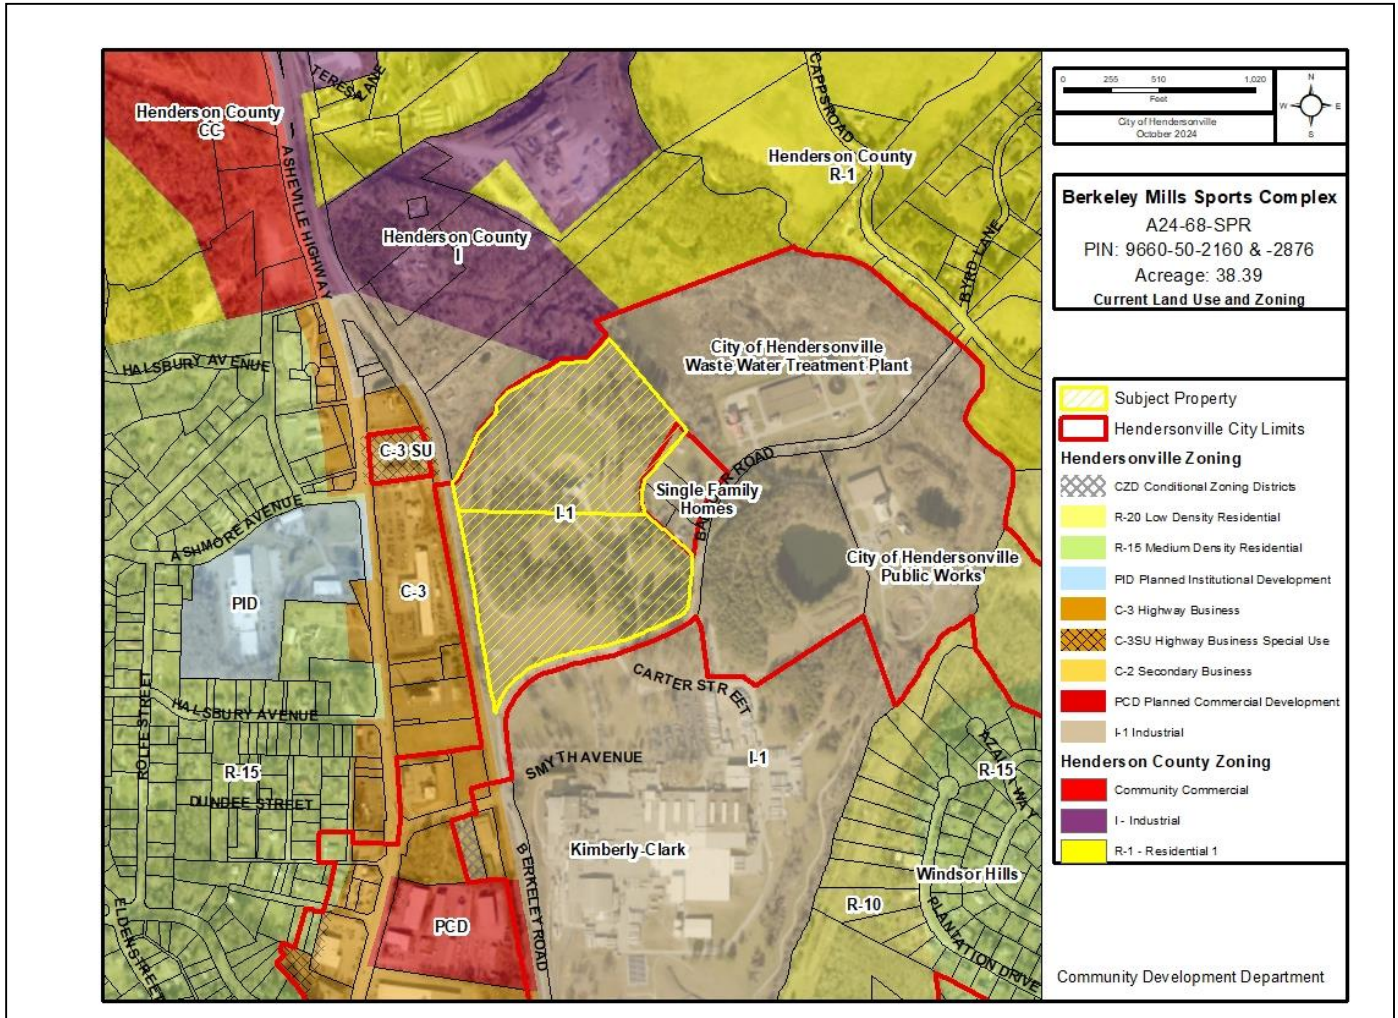 TERESA LANE
Henderson County
CC
ASHEVILLE HIGHWAY
CAPPS ROAD
Henderson County
R-1
Henderson County
I
BYRD LANE
HALSBURY AVENUE
City of Hendersonville
Waste Water Treatment Plant
C-3 SU
ROAD
Single Family
Homes
I-1
ASHMORE AVENUE
City of Hendersonville
Public Works
C-3
PID
CARTER STREET
ROLFE STREET
HALSBURY AVENUE
SMYTH AVENUE
I-1
AZALEA WAY
R-15
R-15
DUNDEE STREET
Kimberly-Clark
BERKELEY ROAD
Windsor Hills
R-10
PLANTATION DRIVE
PCD
ELDEN STREET
0 255 510 1,020
Feet
N
W E
S
City of Hendersonville
October 2024
Berkeley Mills Sports Complex
A24-68-SPR
PIN: 9660-50-2160 & -2876
Acreage: 38.39
Current Land Use and Zoning
Subject Property
Hendersonville City Limits
Hendersonville Zoning
CZD Conditional Zoning Districts
R-20 Low Density Residential
R-15 Medium Density Residential
PID Planned Institutional Development
C-3 Highway Business
C-3SU Highway Business Special Use
C-2 Secondary Business
PCD Planned Commercial Development
I-1 Industrial
Henderson County Zoning
Community Commercial
I - Industrial
R-1 - Residential 1
Community Development Department